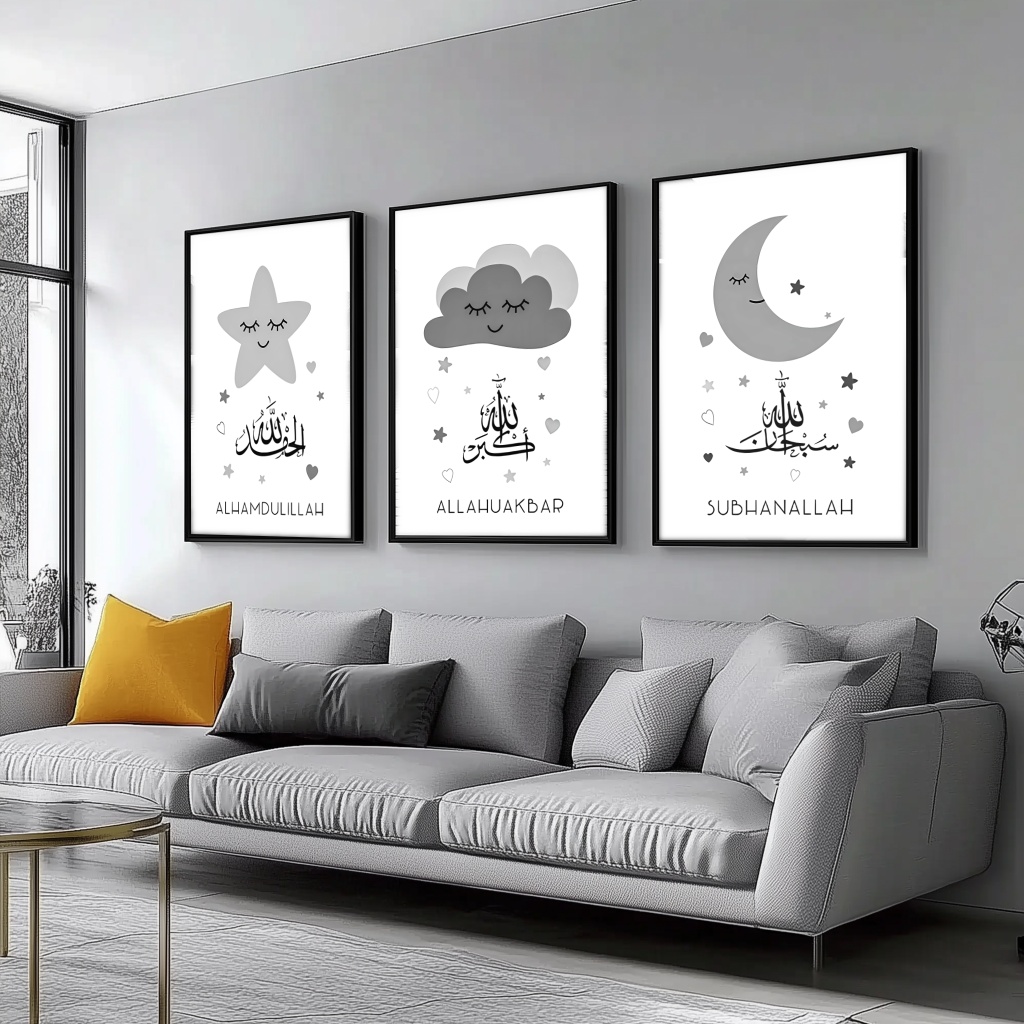 الحمد لله
ALHAMDULILLAH
الله أكبر
ALLAHUAKBAR
سبحان الله
SUBHANALLAH